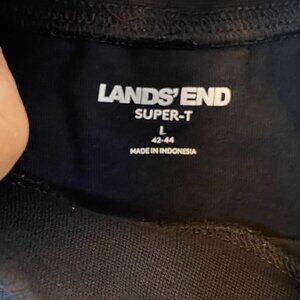 LANDS' END
SUPER-T
L
42-44
MADE IN INDONESIA